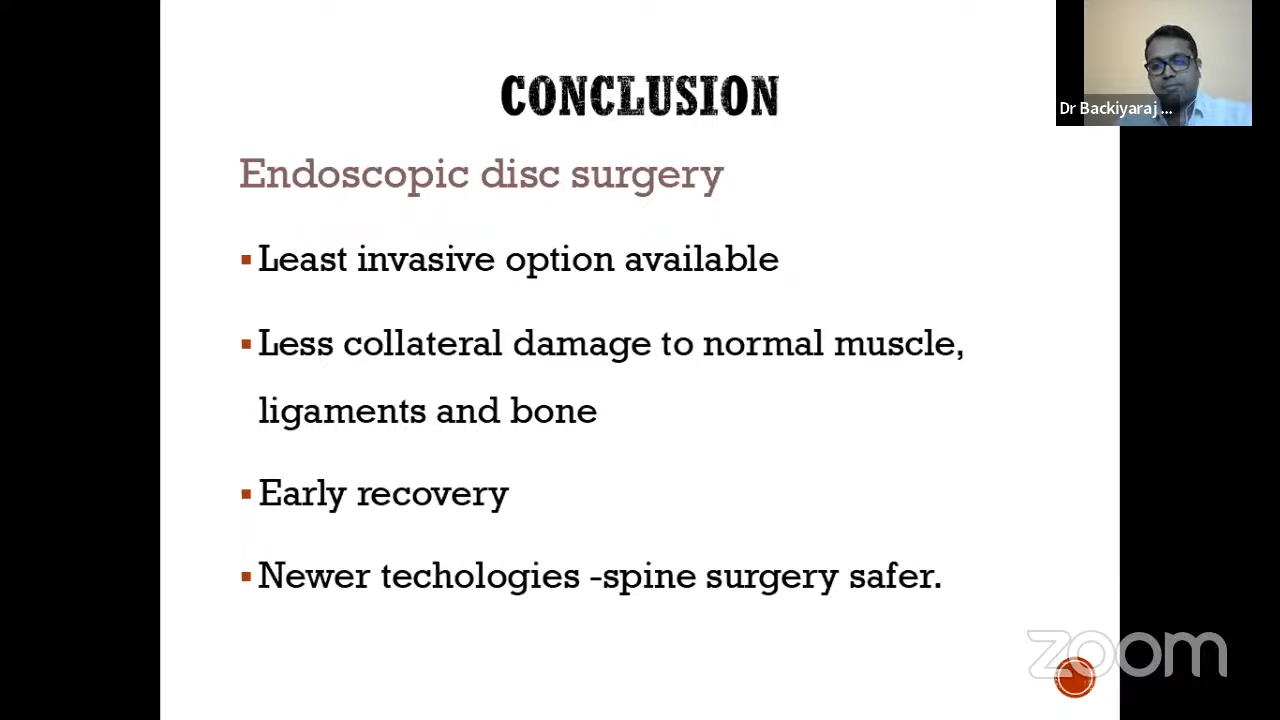 CONCLUSION
Dr Backiyaraj ...
Endoscopic disc surgery
▪ Least invasive option available
▪ Less collateral damage to normal muscle,
ligaments and bone
▪ Early recovery
▪ Newer techologies -spine surgery safer.
zoom